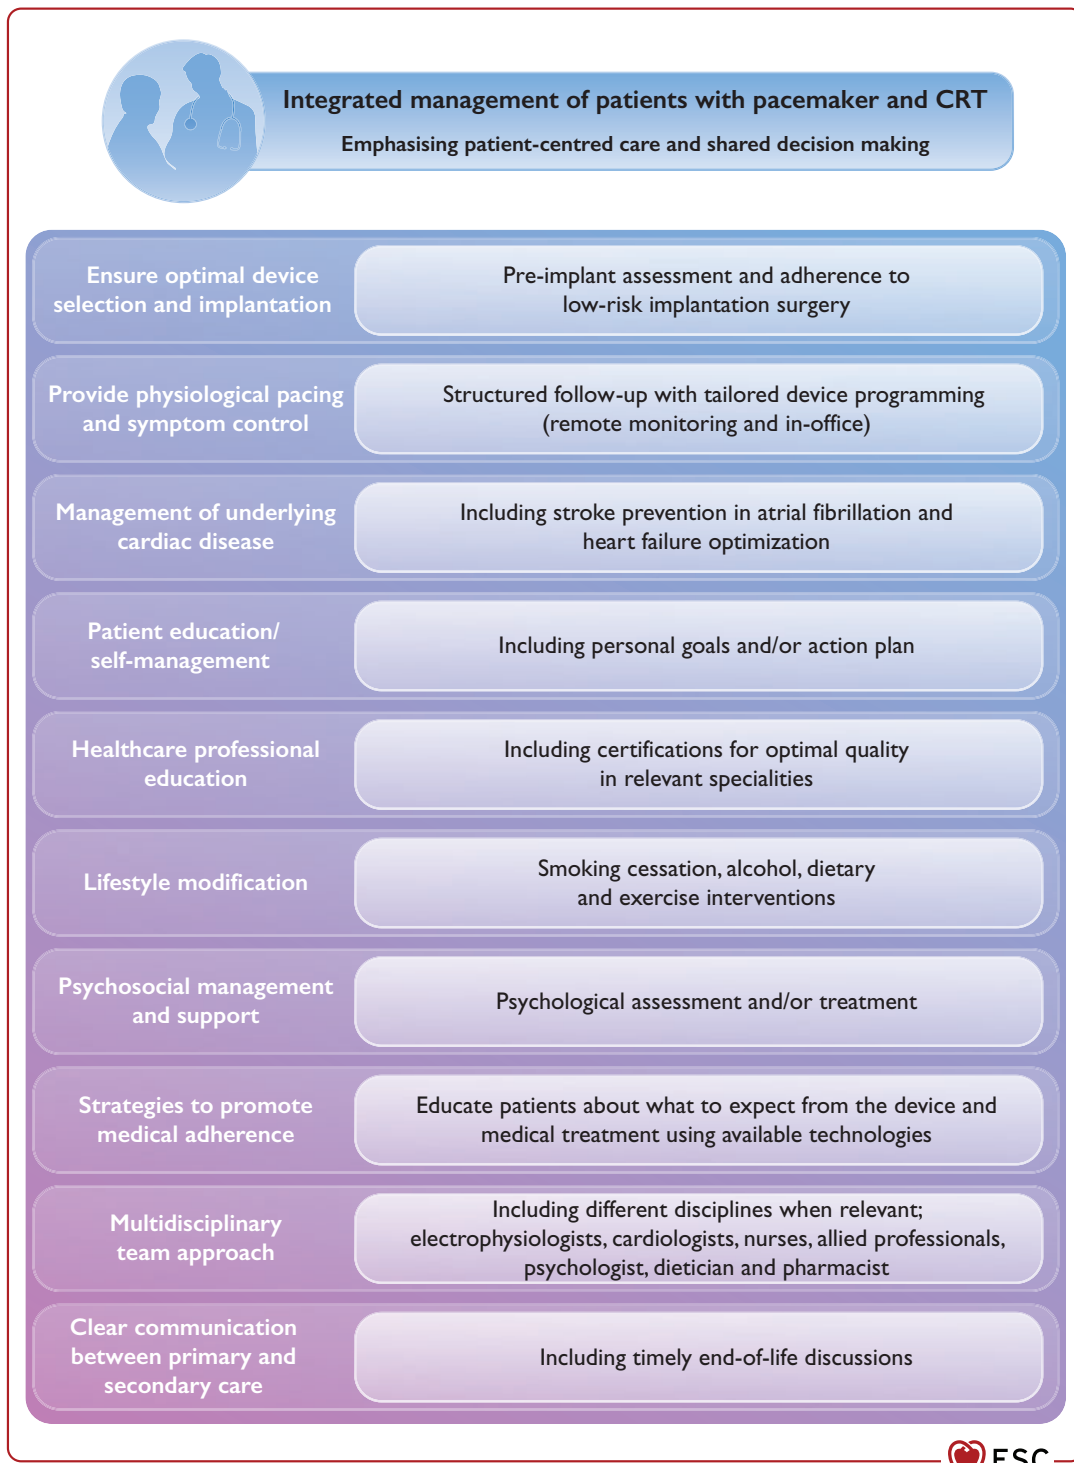 Integrated management of patients with pacemaker and CRT
Emphasising patient-centred care and shared decision making
Ensure optimal device
selection and implantation
Pre-implant assessment and adherence to
low-risk implantation surgery
Provide physiological pacing
and symptom control
Structured follow-up with tailored device programming
(remote monitoring and in-office)
Management of underlying
cardiac disease
Including stroke prevention in atrial fibrillation and
heart failure optimization
Patient education/
self-management
Including personal goals and/or action plan
Healthcare professional
education
Including certifications for optimal quality
in relevant specialities
Lifestyle modification
Smoking cessation, alcohol, dietary
and exercise interventions
Psychosocial management
and support
Psychological assessment and/or treatment
Strategies to promote
medical adherence
Educate patients about what to expect from the device and
medical treatment using available technologies
Multidisciplinary
team approach
Including different disciplines when relevant;
electrophysiologists, cardiologists, nurses, allied professionals,
psychologist, dietician and pharmacist
Clear communication
between primary and
secondary care
Including timely end-of-life discussions
ESC